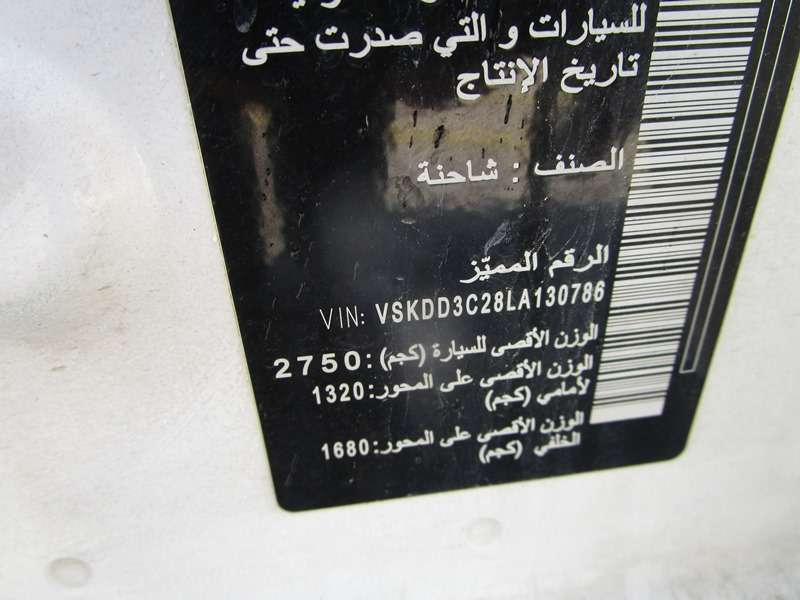 للسيارات و التي صدرت حتى
تاريخ الإنتاج
الصنف : شاحنة
الرقم المميّز
VIN: VSKDD3C28LA130786
الوزن الأقصى للسيارة (كجم): 2750
الوزن الأقصى على المحور: 1320
لأمامي (كجم)
الوزن الأقصى على المحور: 1680
الخلفي (كجم)